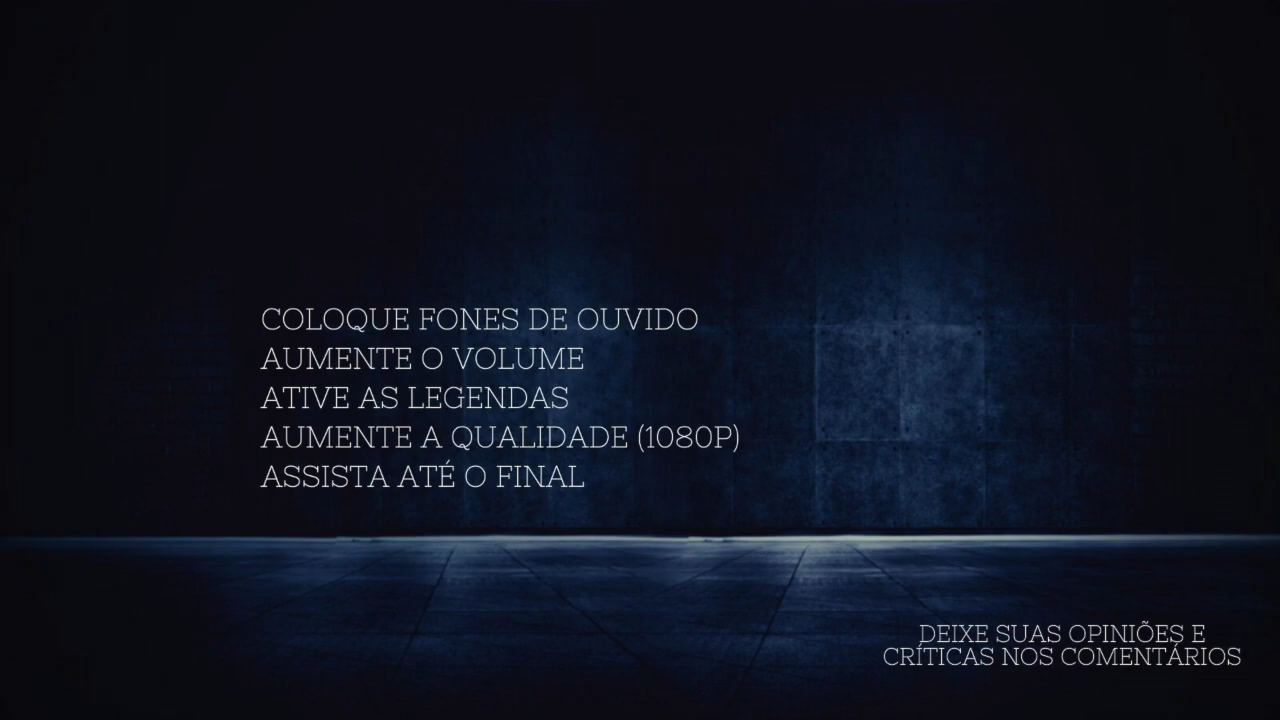 COLOQUE FONES DE OUVIDO
AUMENTE O VOLUME
ATIVE AS LEGENDAS
AUMENTE A QUALIDADE (1080P)
ASSISTA ATÉ O FINAL
DEIXE SUAS OPINIÕES E
CRÍTICAS NOS COMENTÁRIOS